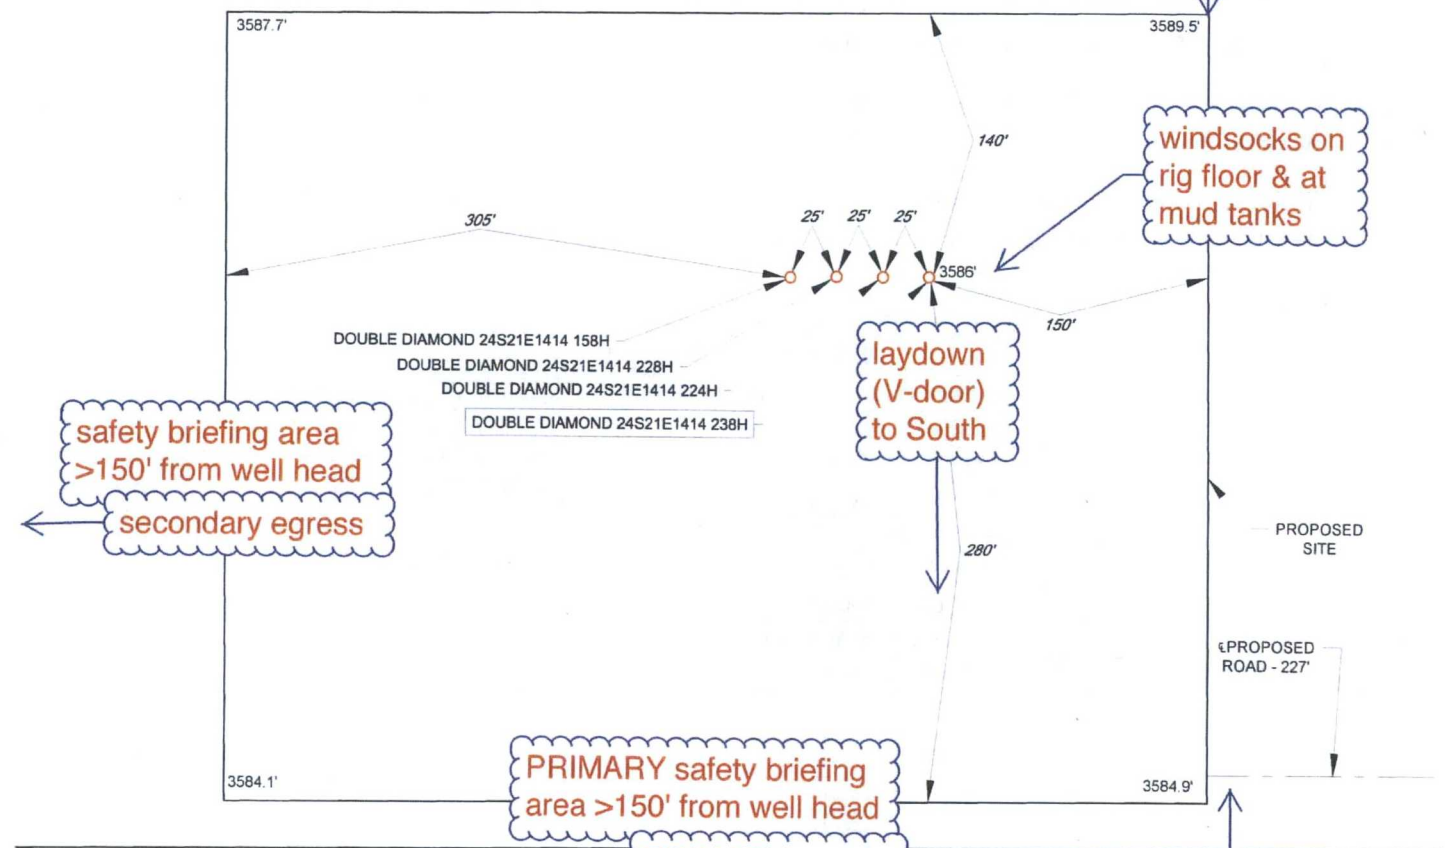 3587.7'
3589.5'
140'
windsocks on
rig floor & at
mud tanks
305'
25'
25'
25'
3586'
150'
DOUBLE DIAMOND 24S21E1414 158H
DOUBLE DIAMOND 24S21E1414 228H
DOUBLE DIAMOND 24S21E1414 224H
DOUBLE DIAMOND 24S21E1414 238H
laydown
(V-door)
to South
safety briefing area
>150' from well head
secondary egress
280'
PROPOSED
SITE
℄PROPOSED
ROAD - 227'
3584.1'
PRIMARY safety briefing
area >150' from well head
3584.9'